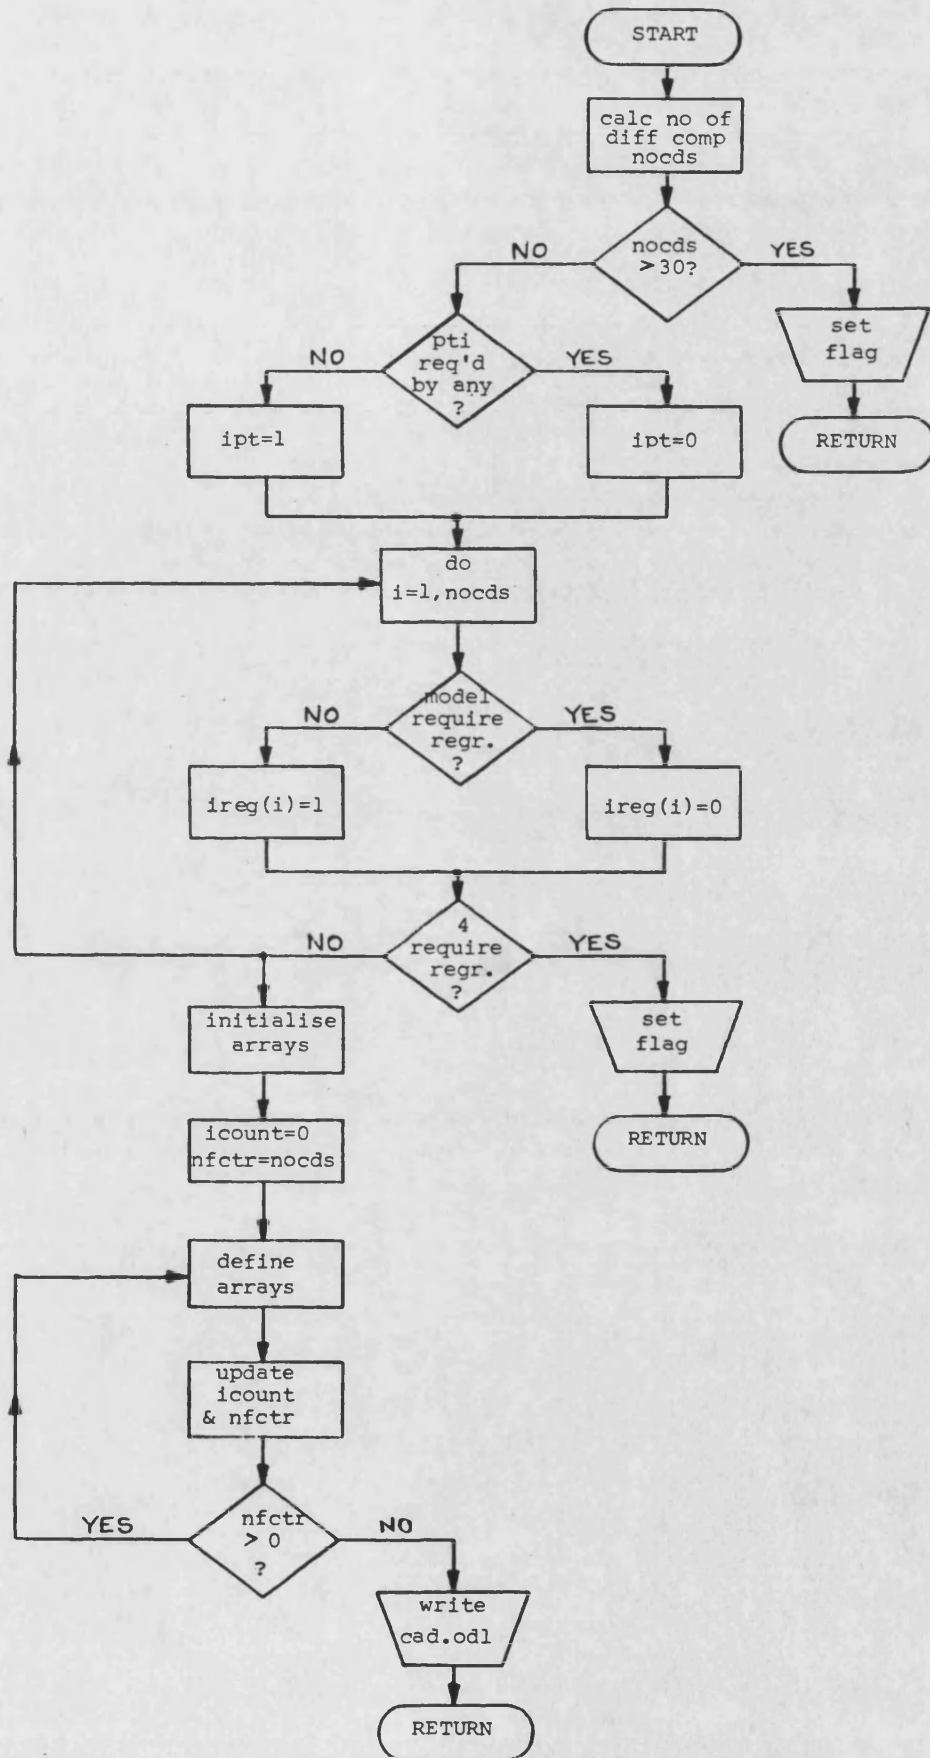 START
calc no of
diff comp
nocds
nocds
>30?
NO
YES
set
flag
RETURN
pti
req'd
by any
?
NO
YES
ipt=1
ipt=0
do
i=1,nocds
model
require
regr.
?
NO
YES
ireg(i)=1
ireg(i)=0
4
require
regr.
?
NO
YES
set
flag
RETURN
initialise
arrays
icount=0
nfctr=nocds
define
arrays
update
icount
& nfctr
nfctr
> 0
?
YES
NO
write
cad.odl
RETURN